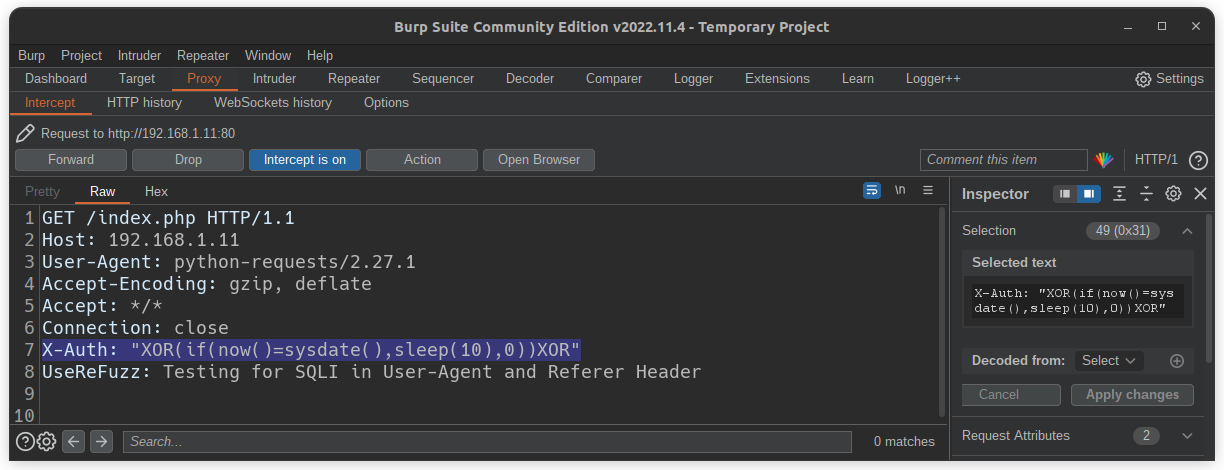 Burp Suite Community Edition v2022.11.4 - Temporary Project
Burp Project Intruder Repeater Window Help
Dashboard Target Proxy Intruder Repeater Sequencer Decoder Comparer Logger Extensions Learn Logger++ Settings
Intercept HTTP history WebSockets history Options
Request to http://192.168.1.11:80
Forward Drop Intercept is on Action Open Browser Comment this item HTTP/1 ?
Pretty Raw Hex \n
1 GET /index.php HTTP/1.1
2 Host: 192.168.1.11
3 User-Agent: python-requests/2.27.1
4 Accept-Encoding: gzip, deflate
5 Accept: */*
6 Connection: close
7 X-Auth: "XOR(if(now()=sysdate(),sleep(10),0))XOR"
8 UseReFuzz: Testing for SQLI in User-Agent and Referer Header
9
10
? Search... 0 matches
Inspector
Selection 49 (0x31)
Selected text
X-Auth: "XOR(if(now()=sys
date(),sleep(10),0))XOR"
Decoded from: Select
Cancel Apply changes
Request Attributes 2